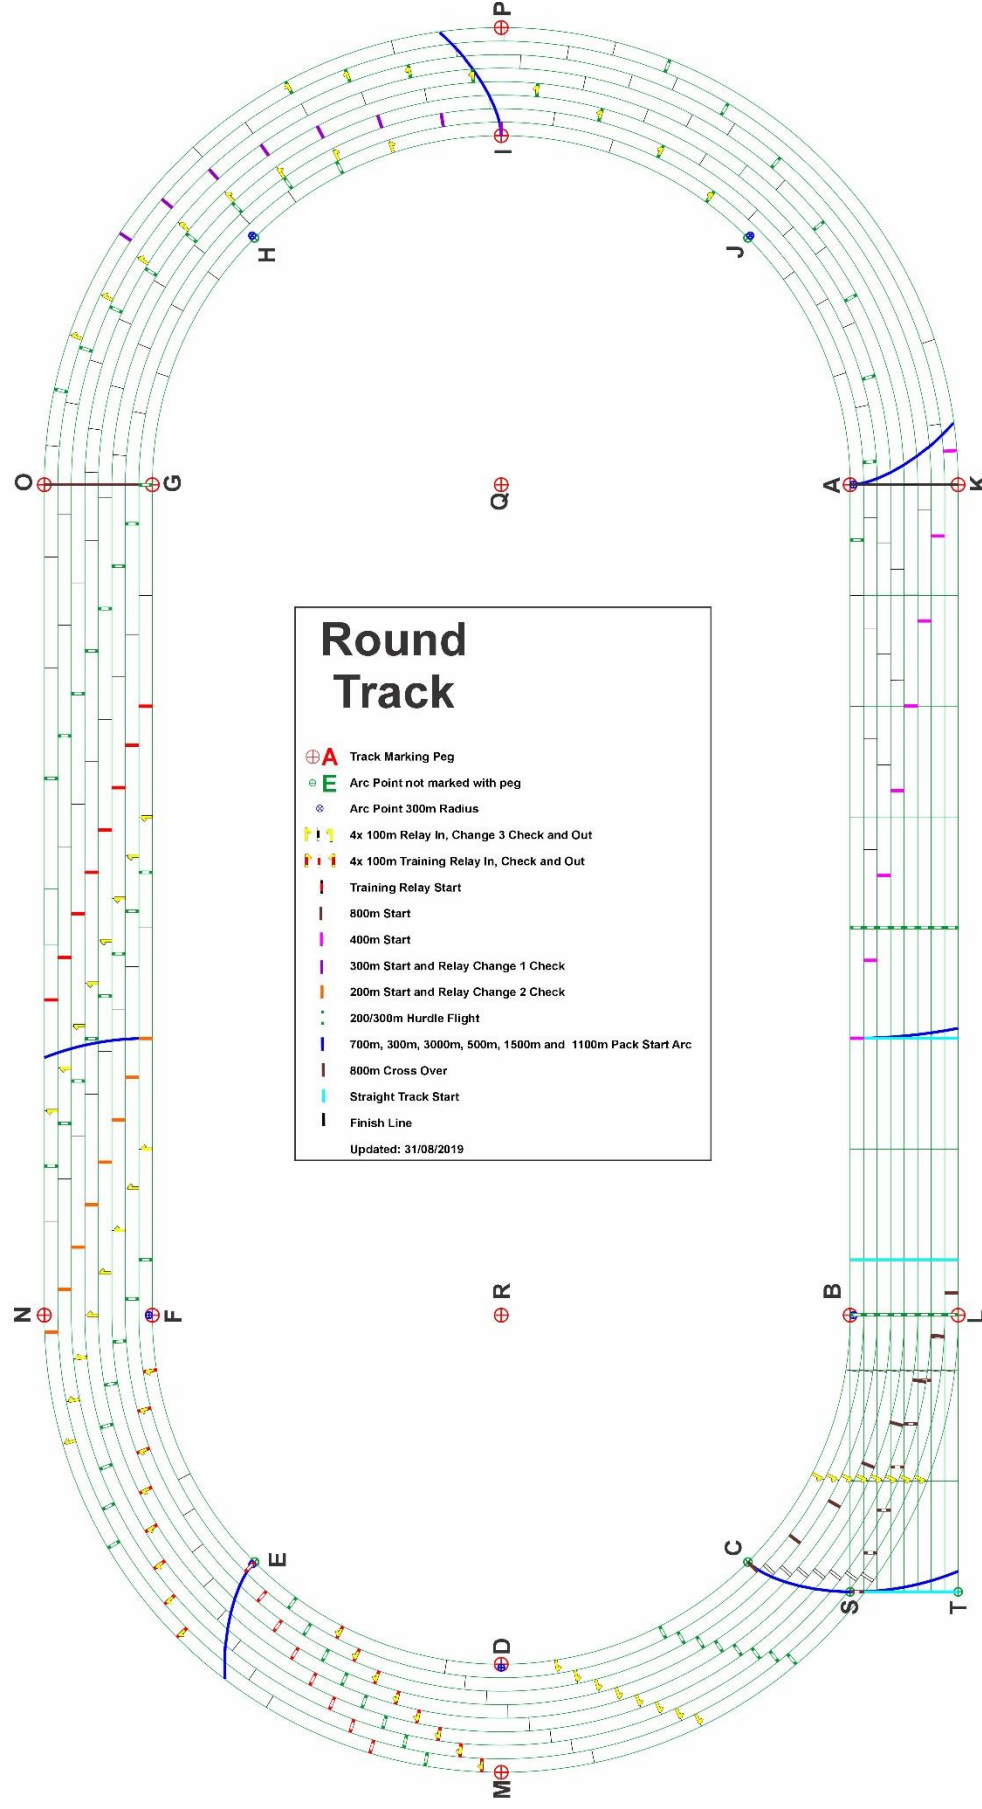 P
I
H
J
O
G
Q
A
K
Round
Track
A Track Marking Peg
E Arc Point not marked with peg
Arc Point 300m Radius
4x 100m Relay In, Change 3 Check and Out
4x 100m Training Relay In, Check and Out
Training Relay Start
800m Start
400m Start
300m Start and Relay Change 1 Check
200m Start and Relay Change 2 Check
200/300m Hurdle Flight
700m, 300m, 3000m, 500m, 1500m and 1100m Pack Start Arc
800m Cross Over
Straight Track Start
Finish Line
Updated: 31/08/2019
N
F
R
B
L
E
C
S
T
D
M